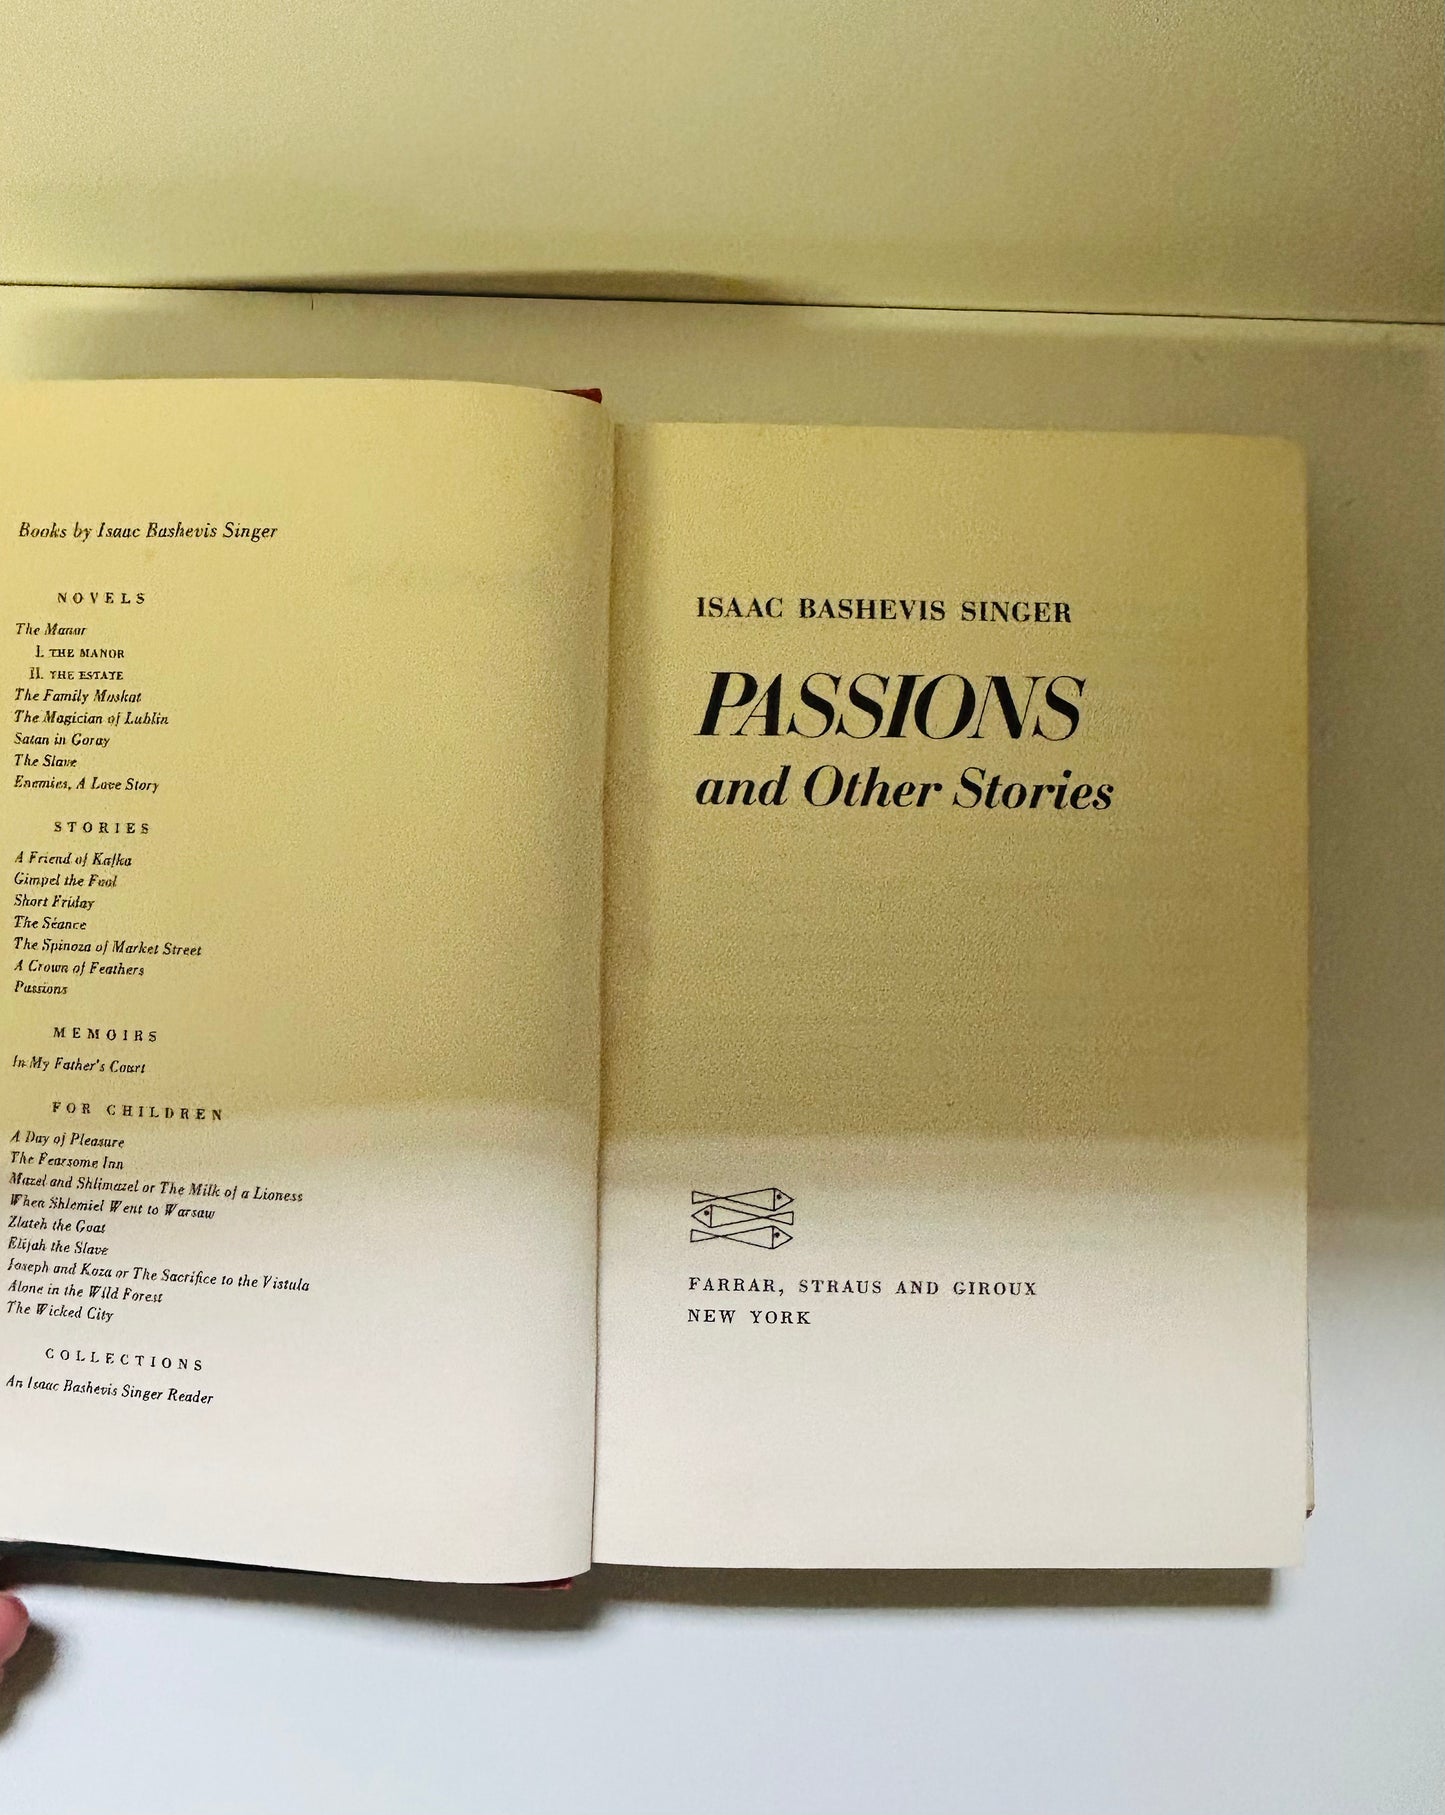 Books by Isaac Bashevis Singer
NOVELS
The Manor
I. THE MANOR
II. THE ESTATE
The Family Moskat
The Magician of Lublin
Satan in Goray
The Slave
Enemies, A Love Story
STORIES
A Friend of Kafka
Gimpel the Fool
Short Friday
The Séance
The Spinoza of Market Street
A Crown of Feathers
Passions
MEMOIRS
In My Father's Court
FOR CHILDREN
A Day of Pleasure
The Fearsome Inn
Mazel and Shlimazel or The Milk of a Lioness
When Shlemiel Went to Warsaw
Zlateh the Goat
Elijah the Slave
Joseph and Koza or The Sacrifice to the Vistula
Alone in the Wild Forest
The Wicked City
COLLECTIONS
An Isaac Bashevis Singer Reader
ISAAC BASHEVIS SINGER
PASSIONS
and Other Stories
FARRAR, STRAUS AND GIROUX
NEW YORK